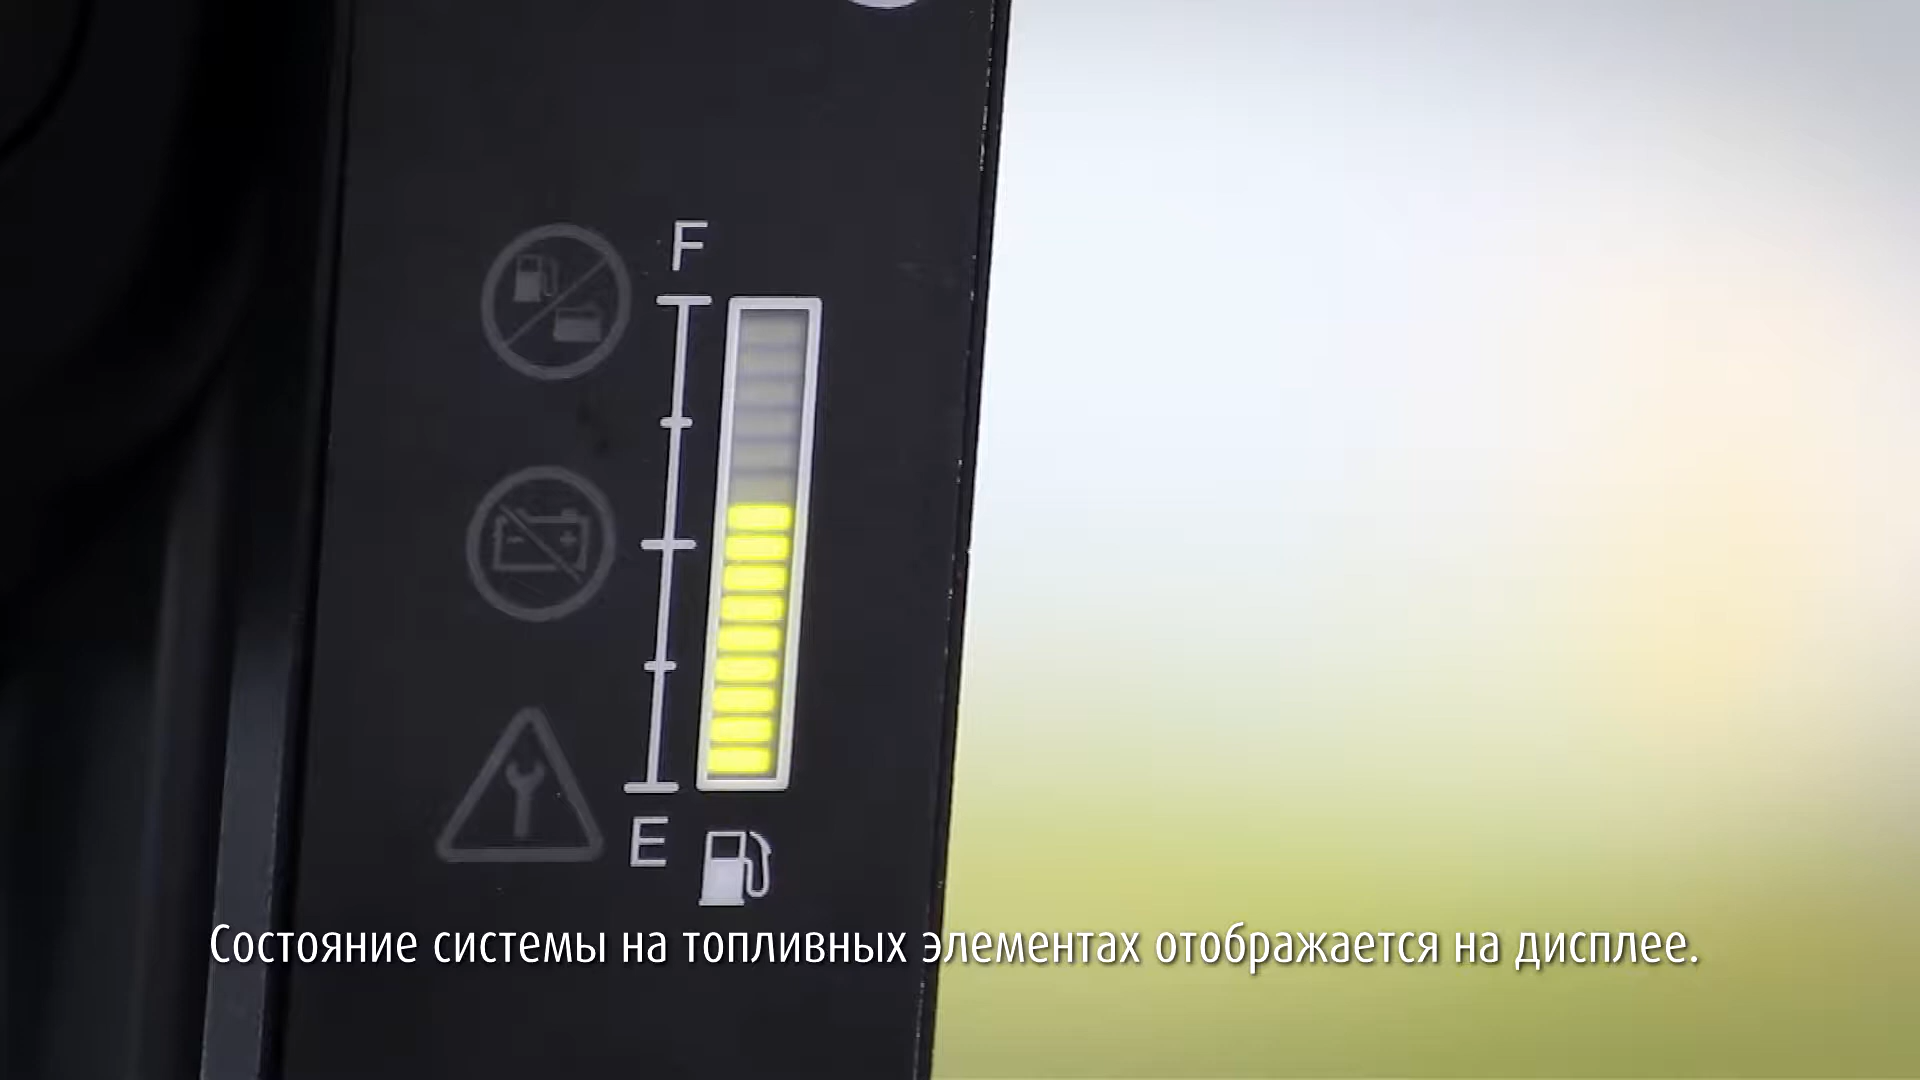 F
E
Состояние системы на топливных элементах отображается на дисплее.